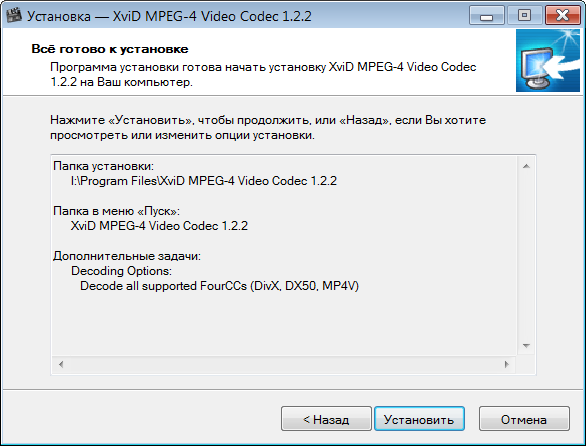 Установка — XviD MPEG-4 Video Codec 1.2.2
Всё готово к установке
Программа установки готова начать установку XviD MPEG-4 Video Codec
1.2.2 на Ваш компьютер.
Нажмите «Установить», чтобы продолжить, или «Назад», если Вы хотите
просмотреть или изменить опции установки.
Папка установки:
I:\Program Files\XviD MPEG-4 Video Codec 1.2.2
Папка в меню «Пуск»:
XviD MPEG-4 Video Codec 1.2.2
Дополнительные задачи:
Decoding Options:
Decode all supported FourCCs (DivX, DX50, MP4V)
< Назад
Установить
Отмена